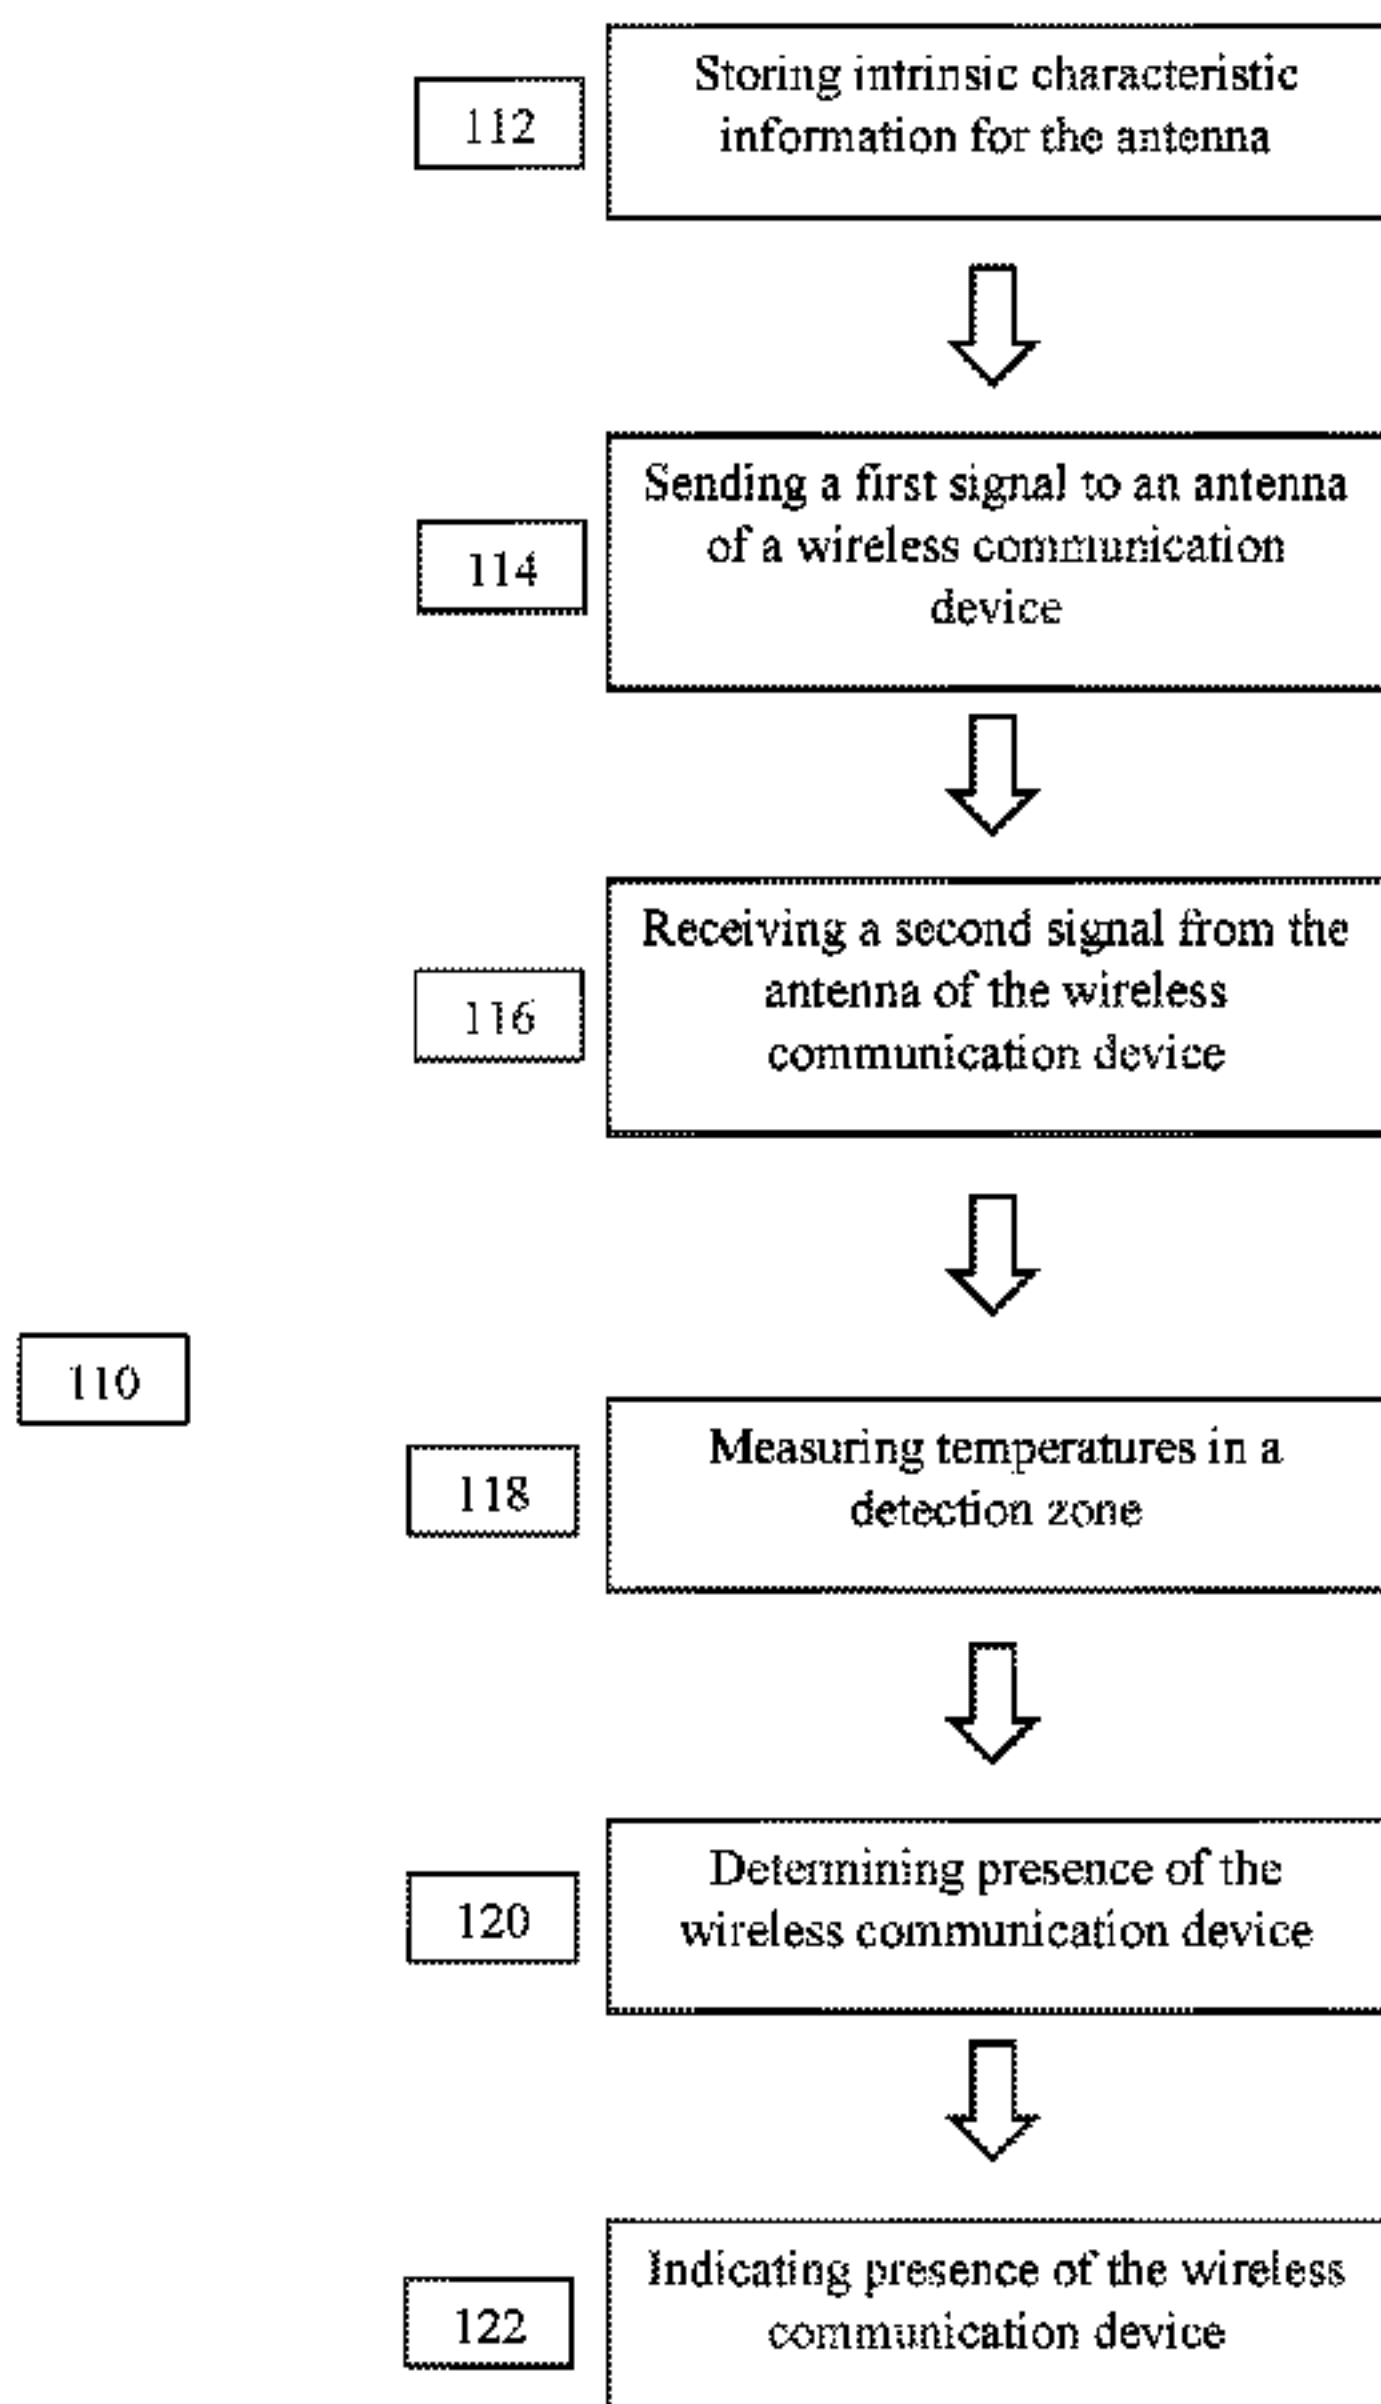 112
Storing intrinsic characteristic
information for the antenna
114
Sending a first signal to an antenna
of a wireless communication
device
116
Receiving a second signal from the
antenna of the wireless
communication device
110
118
Measuring temperatures in a
detection zone
120
Determining presence of the
wireless communication device
122
Indicating presence of the wireless
communication device